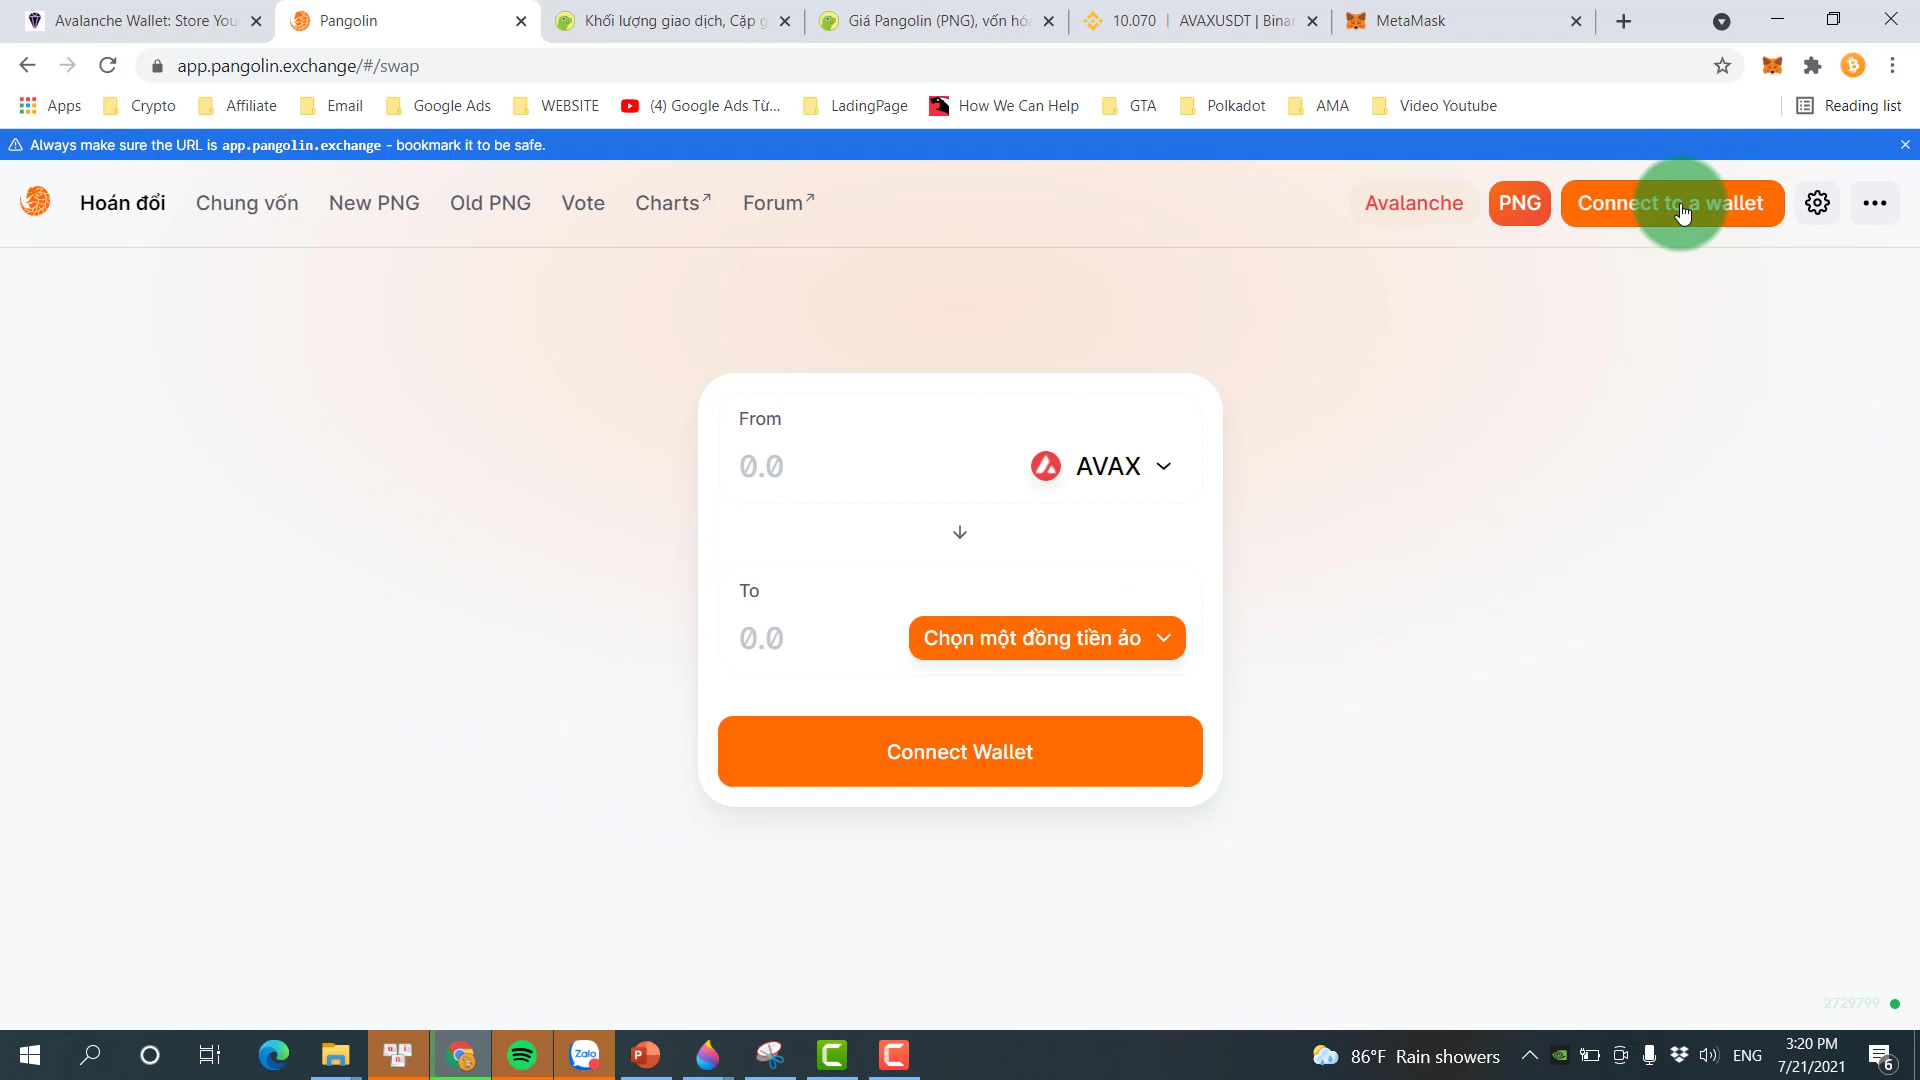 Avalanche Wallet: Store You
Pangolin
Khối lượng giao dịch, Cặp g
Giá Pangolin (PNG), vốn hóa
10.070 | AVAXUSDT | Binan
MetaMask
app.pangolin.exchange/#/swap
Apps
Crypto
Affiliate
Email
Google Ads
WEBSITE
(4) Google Ads Từ...
LadingPage
How We Can Help
GTA
Polkadot
AMA
Video Youtube
Reading list
Always make sure the URL is app.pangolin.exchange - bookmark it to be safe.
Hoán đổi
Chung vốn
New PNG
Old PNG
Vote
Charts↗
Forum↗
Avalanche
PNG
Connect to a wallet
From
0.0
AVAX
To
0.0
Chọn một đồng tiền ảo
Connect Wallet
2729799
Zalo
86°F Rain showers
ENG
3:20 PM
7/21/2021
6